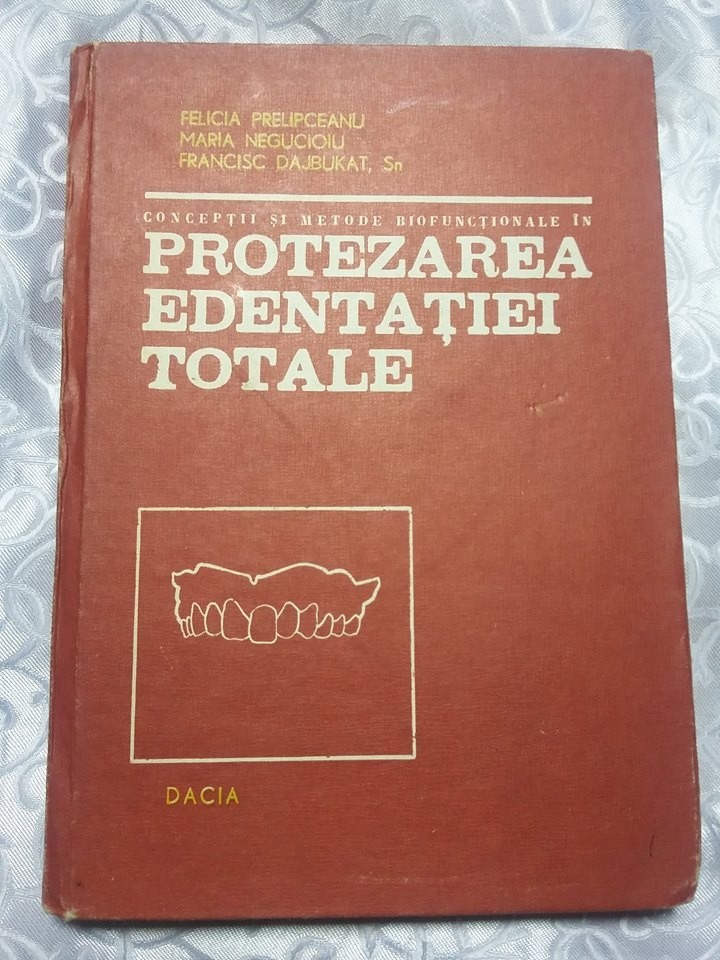 FELICIA PRELIPCEANU
MARIA NEGUCIOIU
FRANCISC DAJBUKAT, Sn
CONCEPȚII ȘI METODE BIOFUNCȚIONALE ÎN
PROTEZAREA
EDENTAȚIEI
TOTALE
DACIA